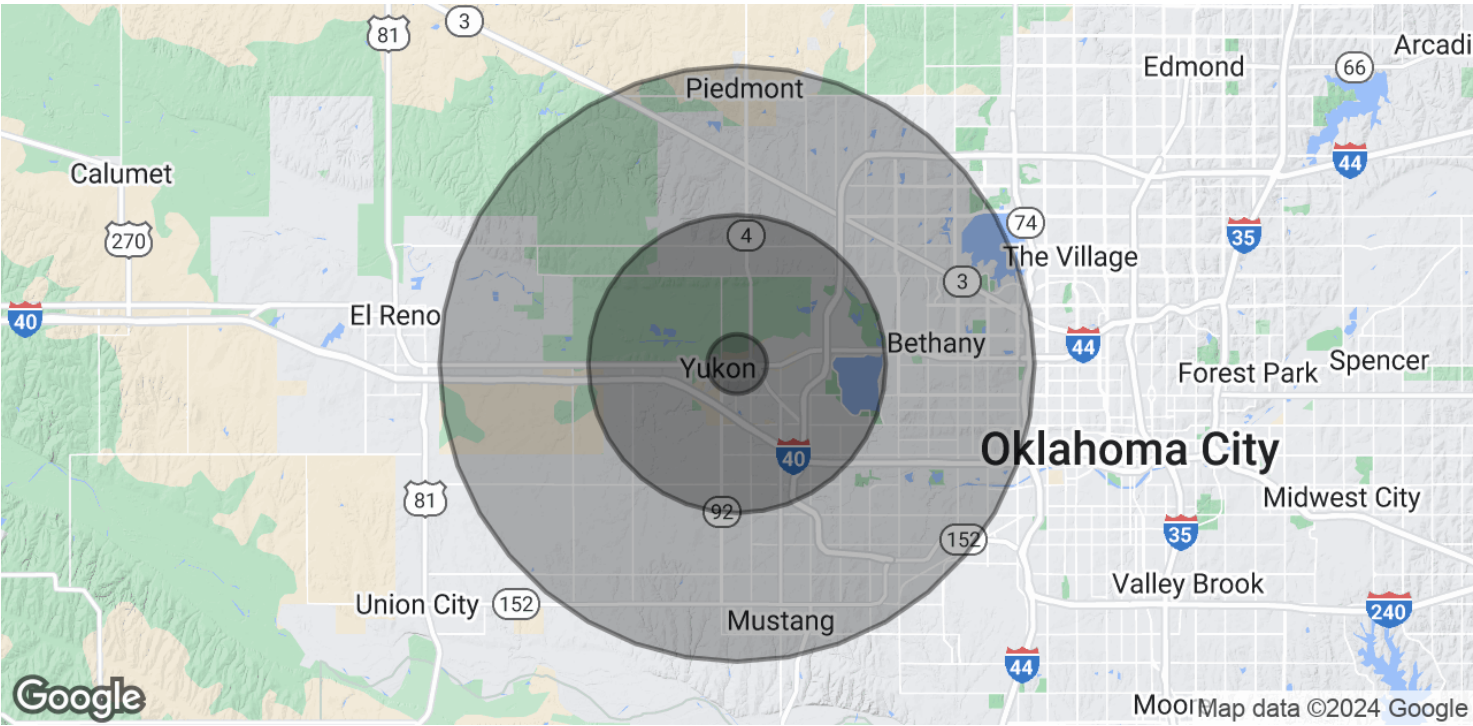 3
81
Arcadi
Edmond
66
Piedmont
44
Calumet
74
270
4
35
The Village
3
El Reno
40
Bethany
44
Yukon
Spencer
Forest Park
Oklahoma City
40
81
Midwest City
92
35
152
Valley Brook
Union City
152
240
Mustang
44
Google
Moor
Map data ©2024 Google